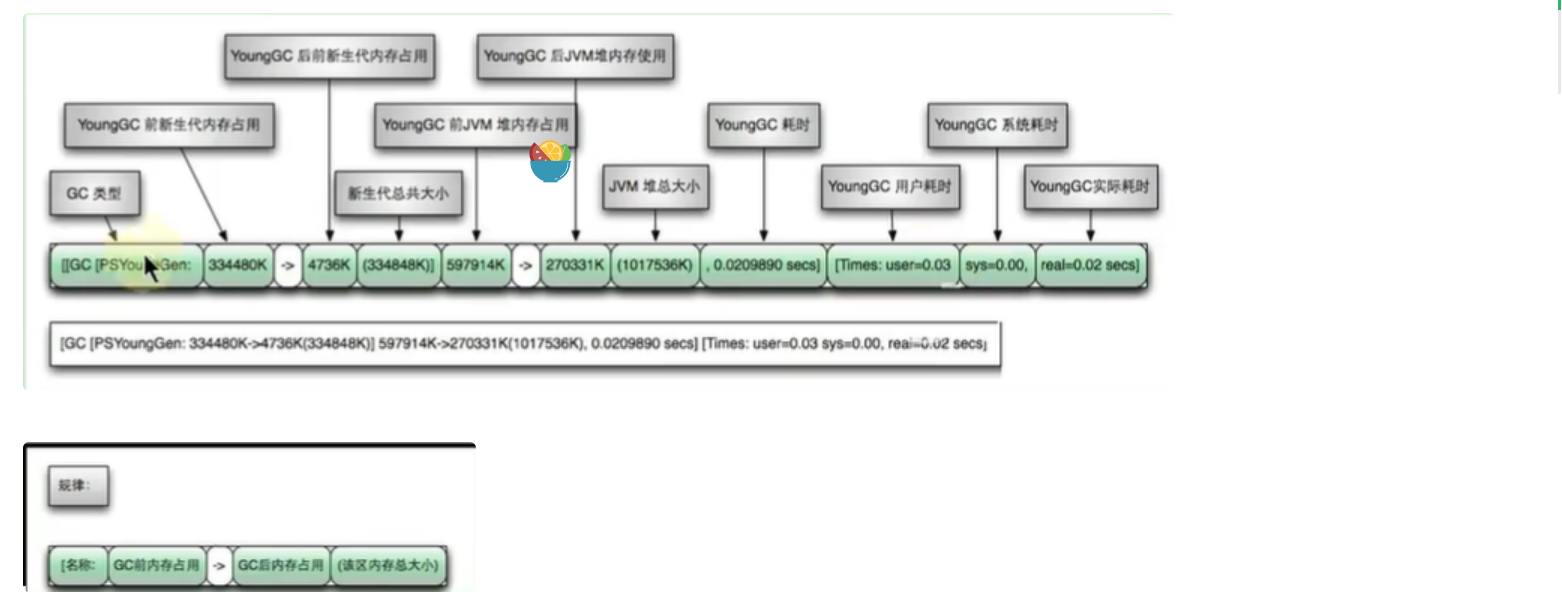 YoungGC 后前新生代内存占用
YoungGC 后JVM堆内存使用
YoungGC 前新生代内存占用
YoungGC 前JVM 堆内存占用
YoungGC 耗时
YoungGC 系统耗时
GC 类型
新生代总共大小
JVM 堆总大小
YoungGC 用户耗时
YoungGC实际耗时
[[GC [PSYoungGen: 334480K -> 4736K (334848K)] 597914K -> 270331K (1017536K) , 0.0209890 secs] [Times: user=0.03 sys=0.00, real=0.02 secs]
[GC [PSYoungGen: 334480K->4736K(334848K)] 597914K->270331K(1017536K), 0.0209890 secs] [Times: user=0.03 sys=0.00, real=0.02 secs]
规律:
[名称: GC前内存占用 -> GC后内存占用 (该区内存总大小)